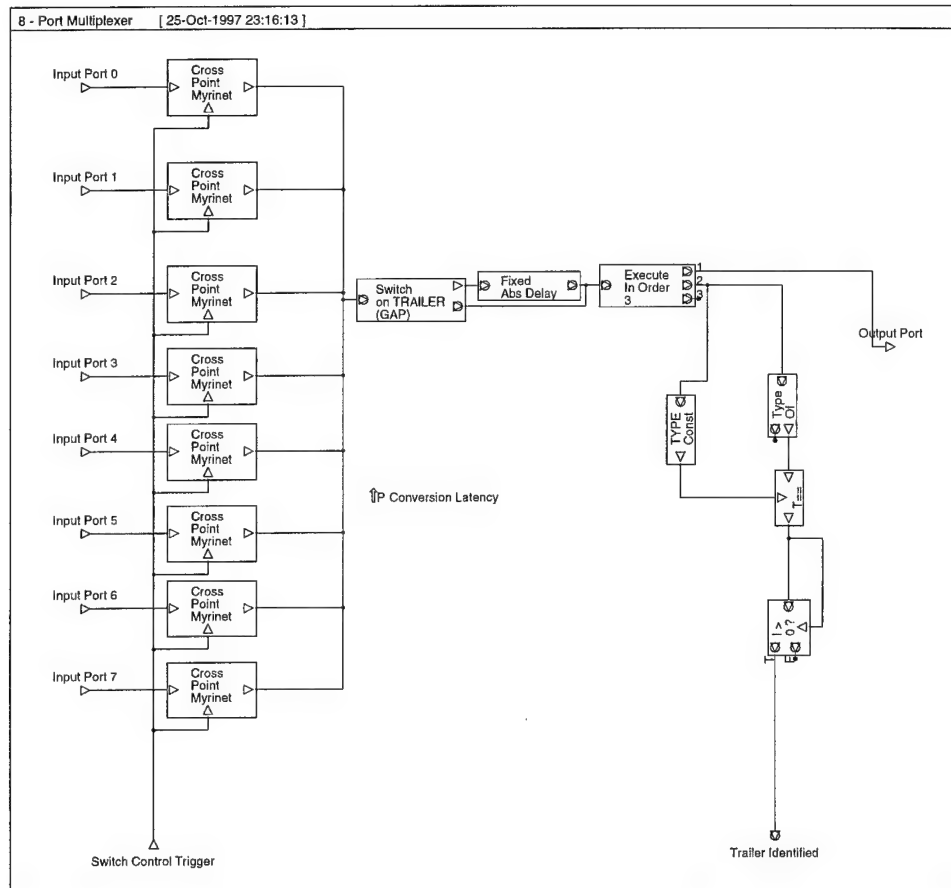 8 - Port Multiplexer [ 25-Oct-1997 23:16:13 ]
Input Port 0
Cross
Point
Myrinet
Input Port 1
Cross
Point
Myrinet
Input Port 2
Cross
Point
Myrinet
Switch
on TRAILER
(GAP)
Fixed
Abs Delay
Execute
In Order
3
1
2
3
Output Port
Input Port 3
Cross
Point
Myrinet
TYPE
Const
Type
Of
Input Port 4
Cross
Point
Myrinet
⇧P Conversion Latency
T==
Input Port 5
Cross
Point
Myrinet
Input Port 6
Cross
Point
Myrinet
I >
0 ?
T
F
Input Port 7
Cross
Point
Myrinet
Switch Control Trigger
Trailer Identified